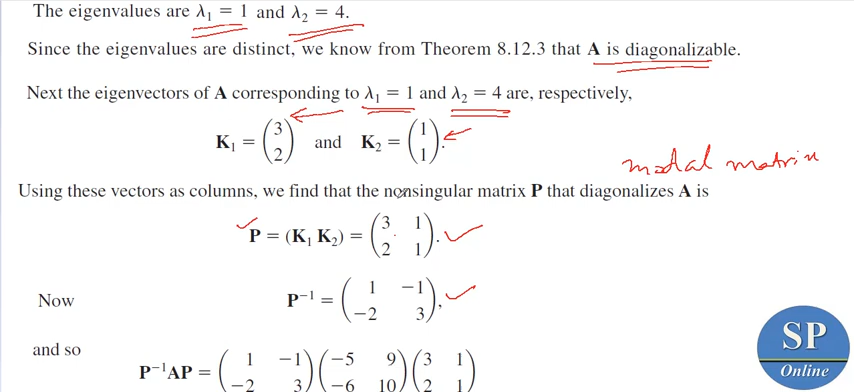 The eigenvalues are λ₁ = 1 and λ₂ = 4.
Since the eigenvalues are distinct, we know from Theorem 8.12.3 that A is diagonalizable.
Next the eigenvectors of A corresponding to λ₁ = 1 and λ₂ = 4 are, respectively,
K₁ = (3 2) and K₂ = (1 1).
modal matrix
Using these vectors as columns, we find that the nonsingular matrix P that diagonalizes A is
P = (K₁ K₂) = (3 1
2 1).
Now P⁻¹ = (1 −1
−2 3),
and so
P⁻¹AP = (1 −1 −2 3)(−5 9 −6 10)(3 1 2 1)
SP
Online